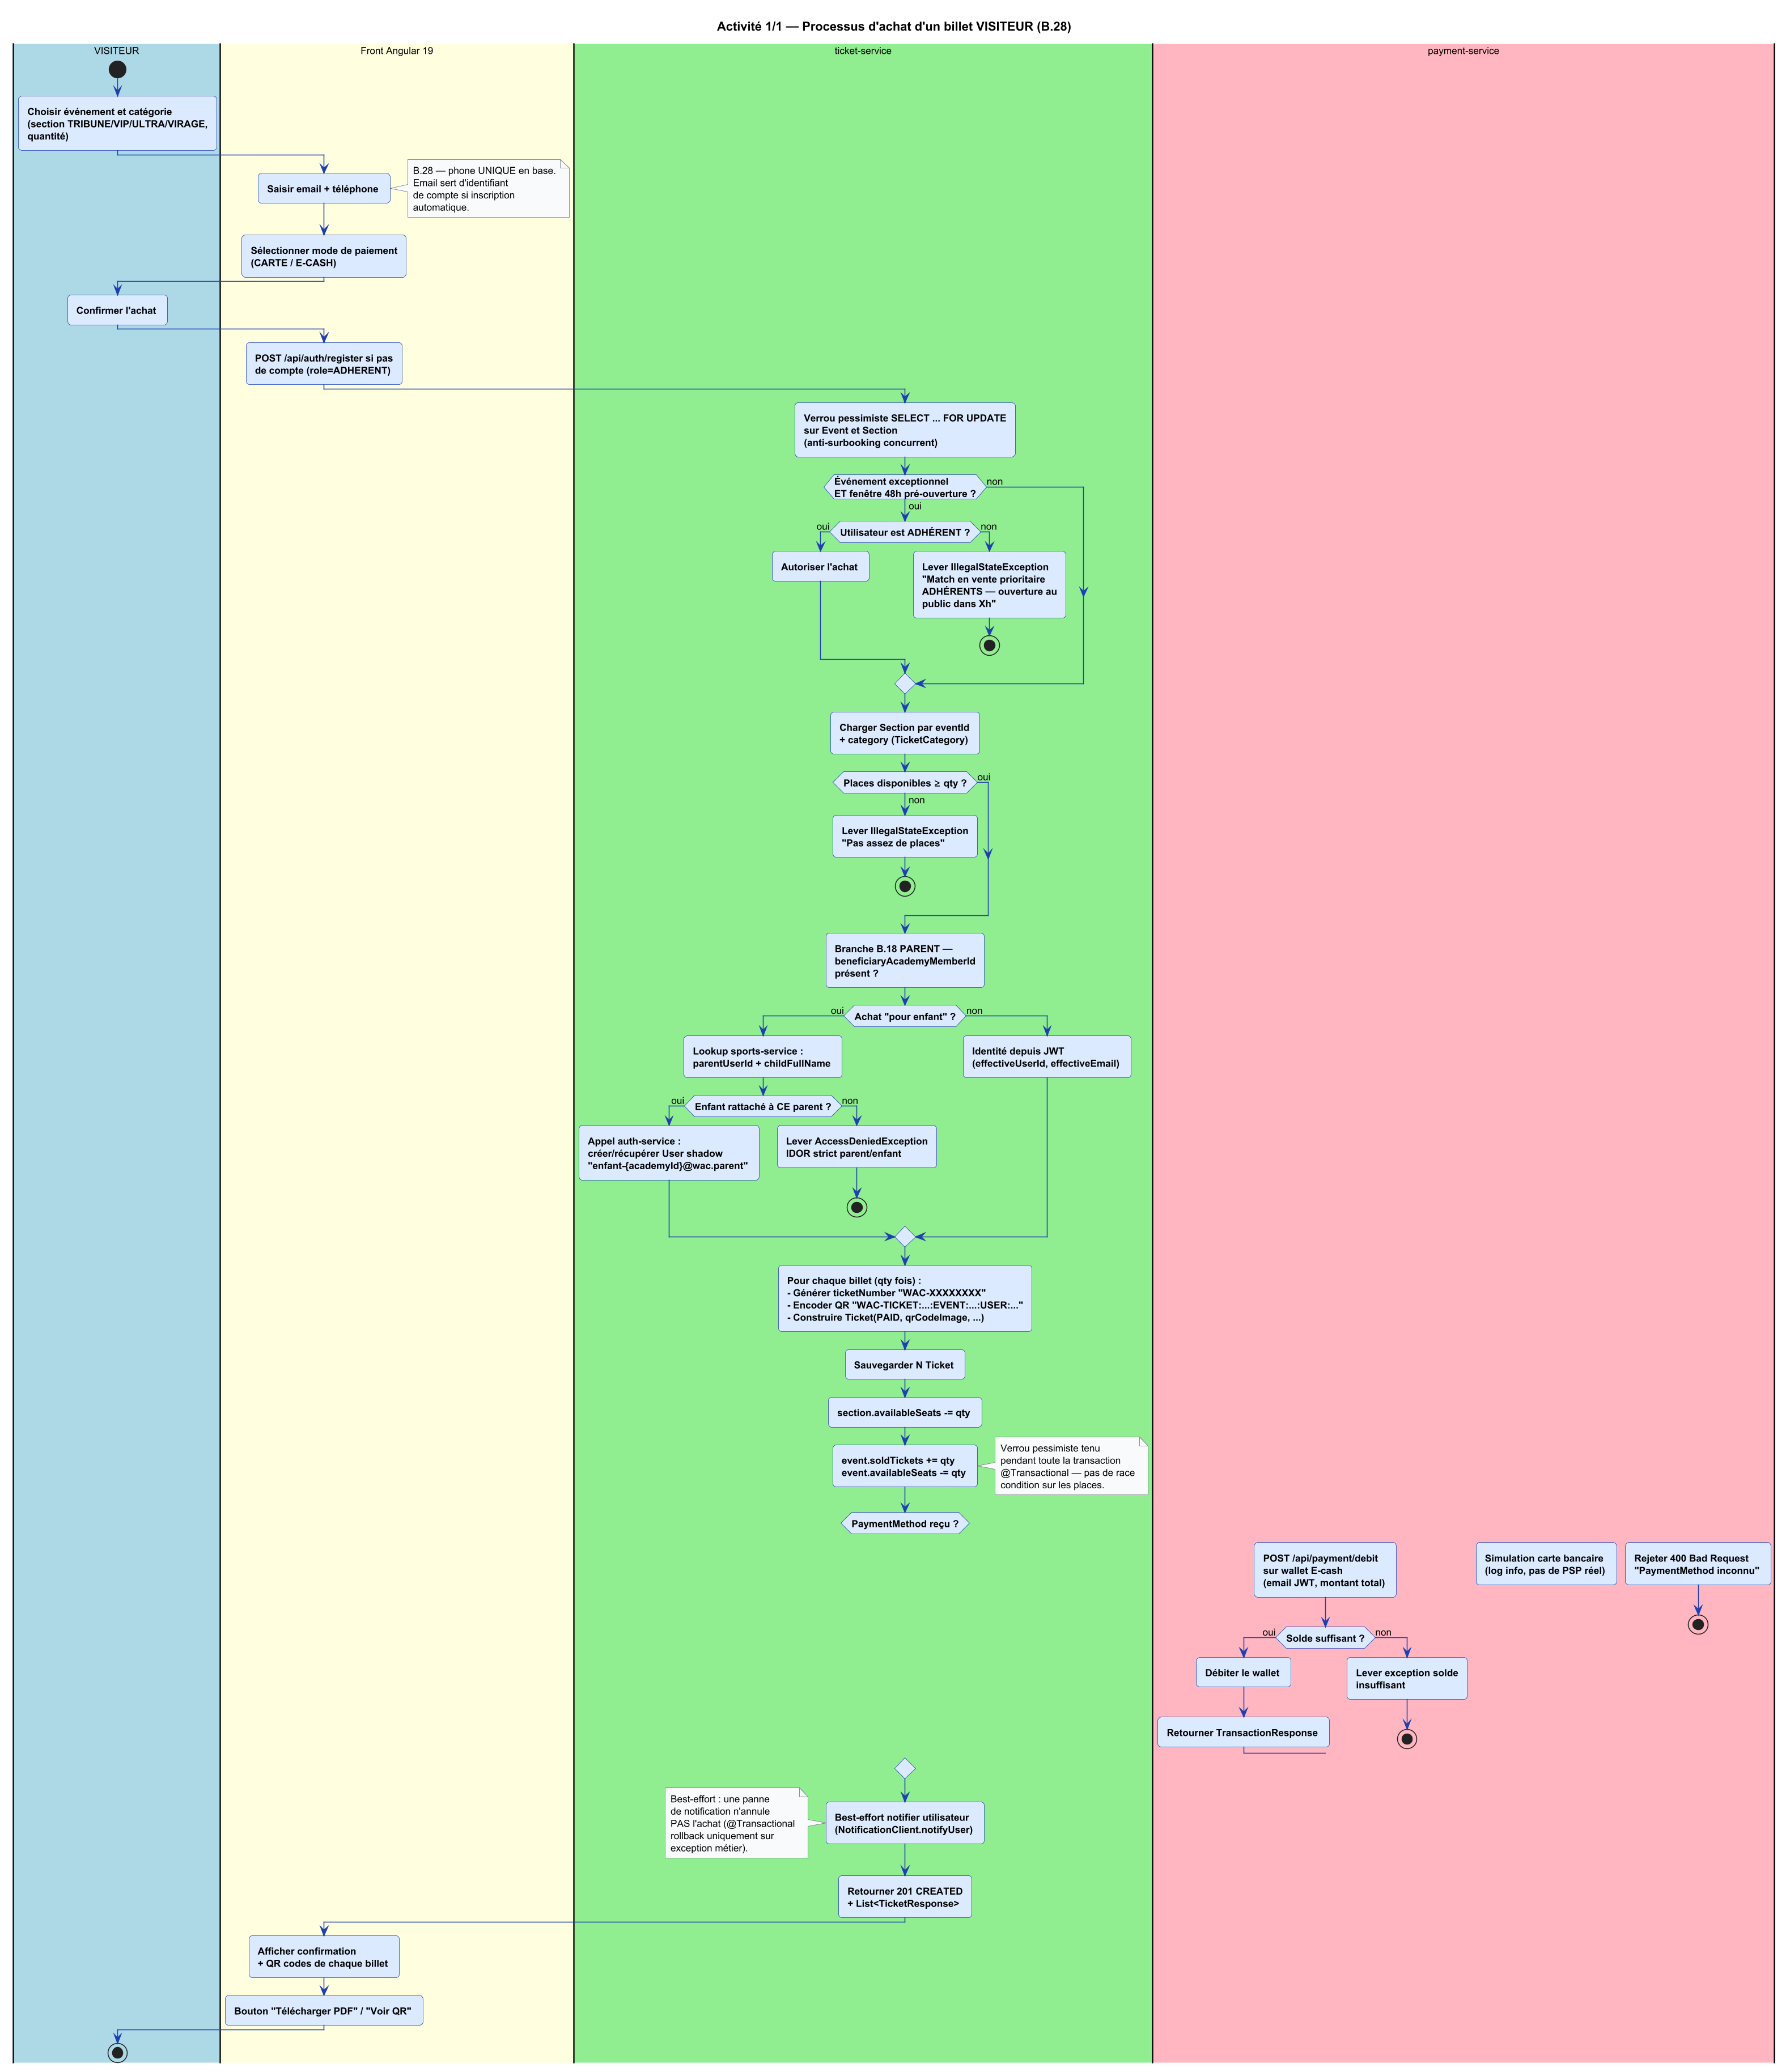 Activité 1/1 — Processus d'achat d'un billet VISITEUR (B.28)
VISITEUR
Front Angular 19
ticket-service
payment-service
Choisir événement et catégorie
(section TRIBUNE/VIP/ULTRA/VIRAGE,
quantité)
Saisir email + téléphone
B.28 — phone UNIQUE en base.
Email sert d'identifiant
de compte si inscription
automatique.
Sélectionner mode de paiement
(CARTE / E-CASH)
Confirmer l'achat
POST /api/auth/register si pas
de compte (role=ADHERENT)
Verrou pessimiste SELECT ... FOR UPDATE
sur Event et Section
(anti-surbooking concurrent)
Événement exceptionnel
ET fenêtre 48h pré-ouverture ?
non
oui
oui
Utilisateur est ADHÉRENT ?
non
Autoriser l'achat
Lever IllegalStateException
"Match en vente prioritaire
ADHÉRENTS — ouverture au
public dans Xh"
Charger Section par eventId
+ category (TicketCategory)
Places disponibles ≥ qty ?
oui
non
Lever IllegalStateException
"Pas assez de places"
Branche B.18 PARENT —
beneficiaryAcademyMemberId
présent ?
oui
Achat "pour enfant" ?
non
Lookup sports-service :
parentUserId + childFullName
Identité depuis JWT
(effectiveUserId, effectiveEmail)
oui
Enfant rattaché à CE parent ?
non
Appel auth-service :
créer/récupérer User shadow
"enfant-{academyId}@wac.parent"
Lever AccessDeniedException
IDOR strict parent/enfant
Pour chaque billet (qty fois) :
- Générer ticketNumber "WAC-XXXXXXXX"
- Encoder QR "WAC-TICKET:...:EVENT:...:USER:..."
- Construire Ticket(PAID, qrCodeImage, ...)
Sauvegarder N Ticket
section.availableSeats -= qty
event.soldTickets += qty
event.availableSeats -= qty
Verrou pessimiste tenu
pendant toute la transaction
@Transactional — pas de race
condition sur les places.
PaymentMethod reçu ?
POST /api/payment/debit
sur wallet E-cash
(email JWT, montant total)
Simulation carte bancaire
(log info, pas de PSP réel)
Rejeter 400 Bad Request
"PaymentMethod inconnu"
oui
Solde suffisant ?
non
Débiter le wallet
Lever exception solde
insuffisant
Retourner TransactionResponse
Best-effort : une panne
de notification n'annule
PAS l'achat (@Transactional
rollback uniquement sur
exception métier).
Best-effort notifier utilisateur
(NotificationClient.notifyUser)
Retourner 201 CREATED
+ List<TicketResponse>
Afficher confirmation
+ QR codes de chaque billet
Bouton "Télécharger PDF" / "Voir QR"